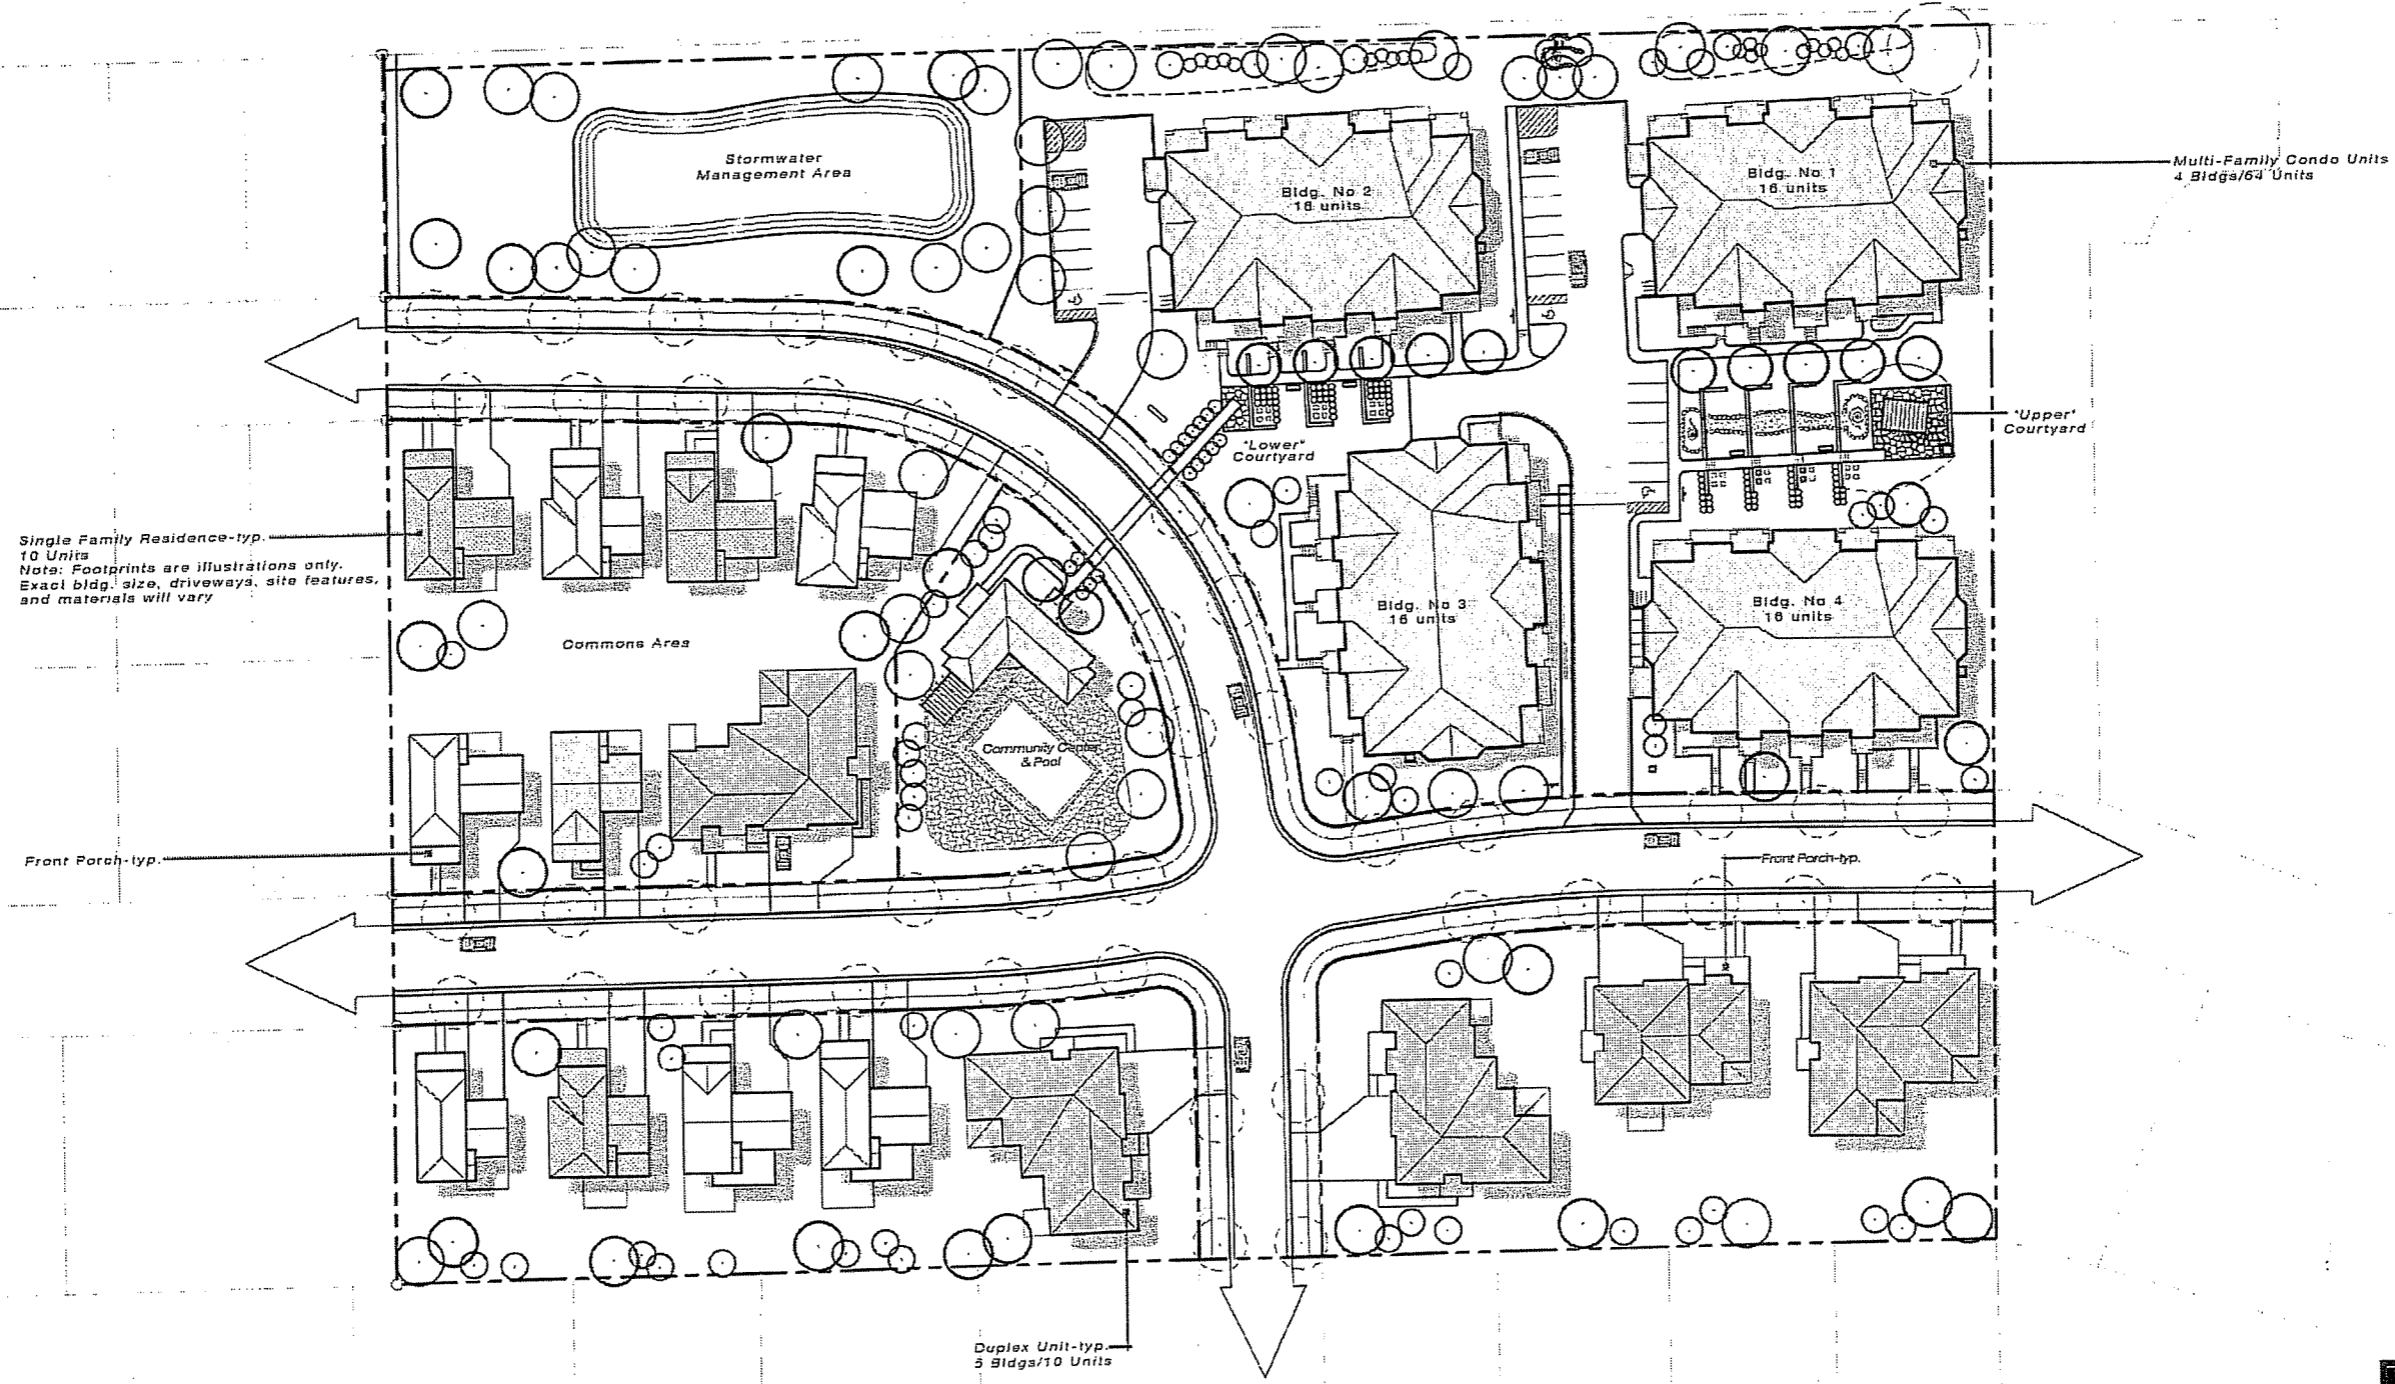 Stormwater
Management Area
Bldg. No 2
16 units
Bldg. No 1
16 units
Multi-Family Condo Units
4 Bldgs/64 Units
"Upper"
Courtyard
"Lower"
Courtyard
Single Family Residence-typ.
10 Units
Note: Footprints are illustrations only.
Exact bldg. size, driveways, site features,
and materials will vary
Commons Area
Bldg. No 3
16 units
Bldg. No 4
16 units
Community Center
& Pool
Front Porch-typ.
Front Porch-typ.
Duplex Unit-typ.
5 Bldgs/10 Units